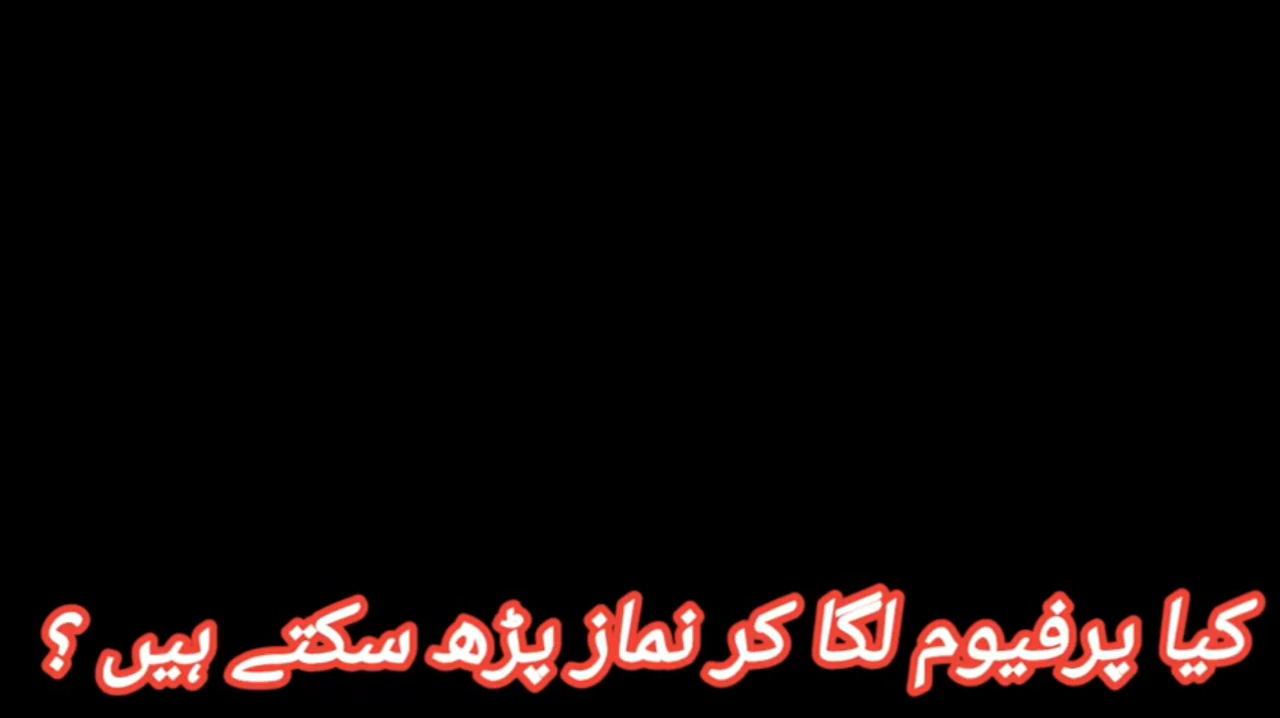 کیا پرفیوم لگا کر نماز پڑھ سکتے ہیں ؟